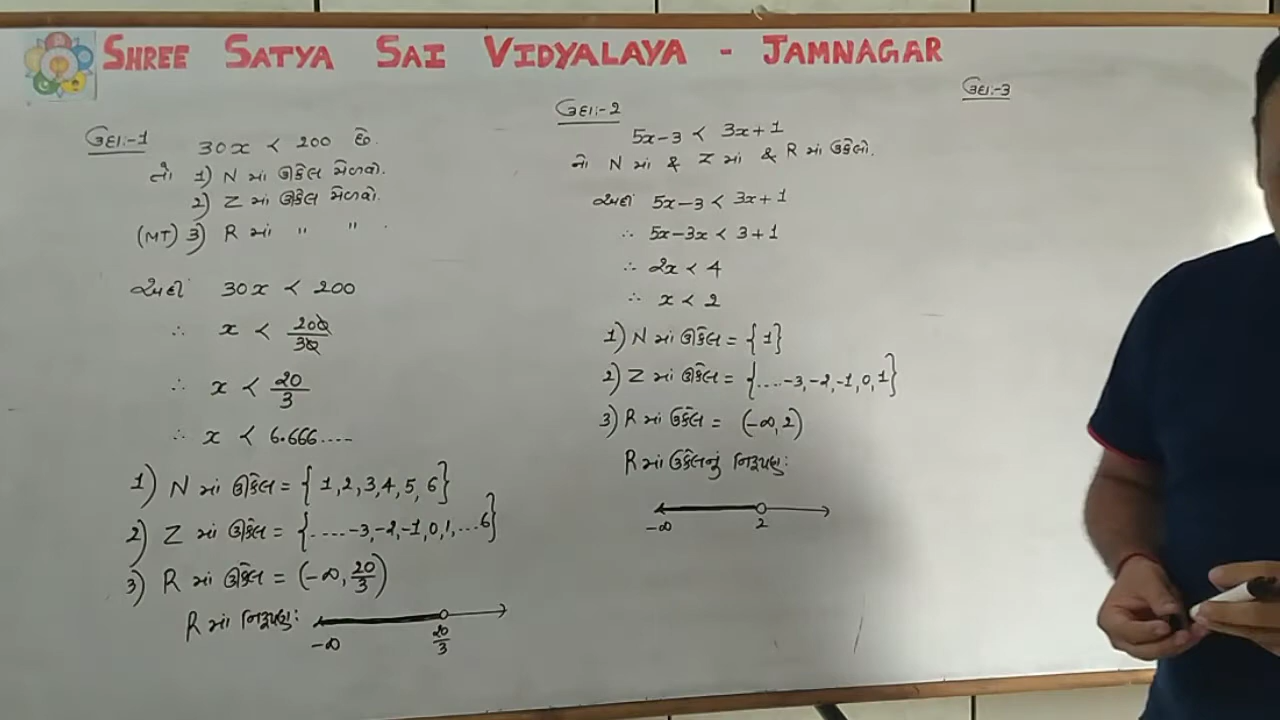 SHREE SATYA SAI VIDYALAYA - JAMNAGAR
ઉદા:-1
30x < 200 છે.
તો 1) N માં ઉકેલ મેળવો.
2) Z માં ઉકેલ મેળવો.
(MT) 3) R માં " " .
અહીં 30x < 200
∴ x < 200/30
∴ x < 20/3
∴ x < 6.666....
1) N માં ઉકેલ = {1,2,3,4,5,6}
2) Z માં ઉકેલ = {.....-3,-2,-1,0,1,...6}
3) R માં ઉકેલ = (-∞, 20/3)
R માં નિરૂપણ:
-∞ 20/3
ઉદા:-2
5x-3 < 3x+1
નો N માં & Z માં & R માં ઉકેલો.
અહીં 5x-3 < 3x+1
∴ 5x-3x < 3+1
∴ 2x < 4
∴ x < 2
1) N માં ઉકેલ = {1}
2) Z માં ઉકેલ = {.....-3,-2,-1,0,1}
3) R માં ઉકેલ = (-∞,2)
R માં ઉકેલનું નિરૂપણ:
-∞ 2
ઉદા:-3